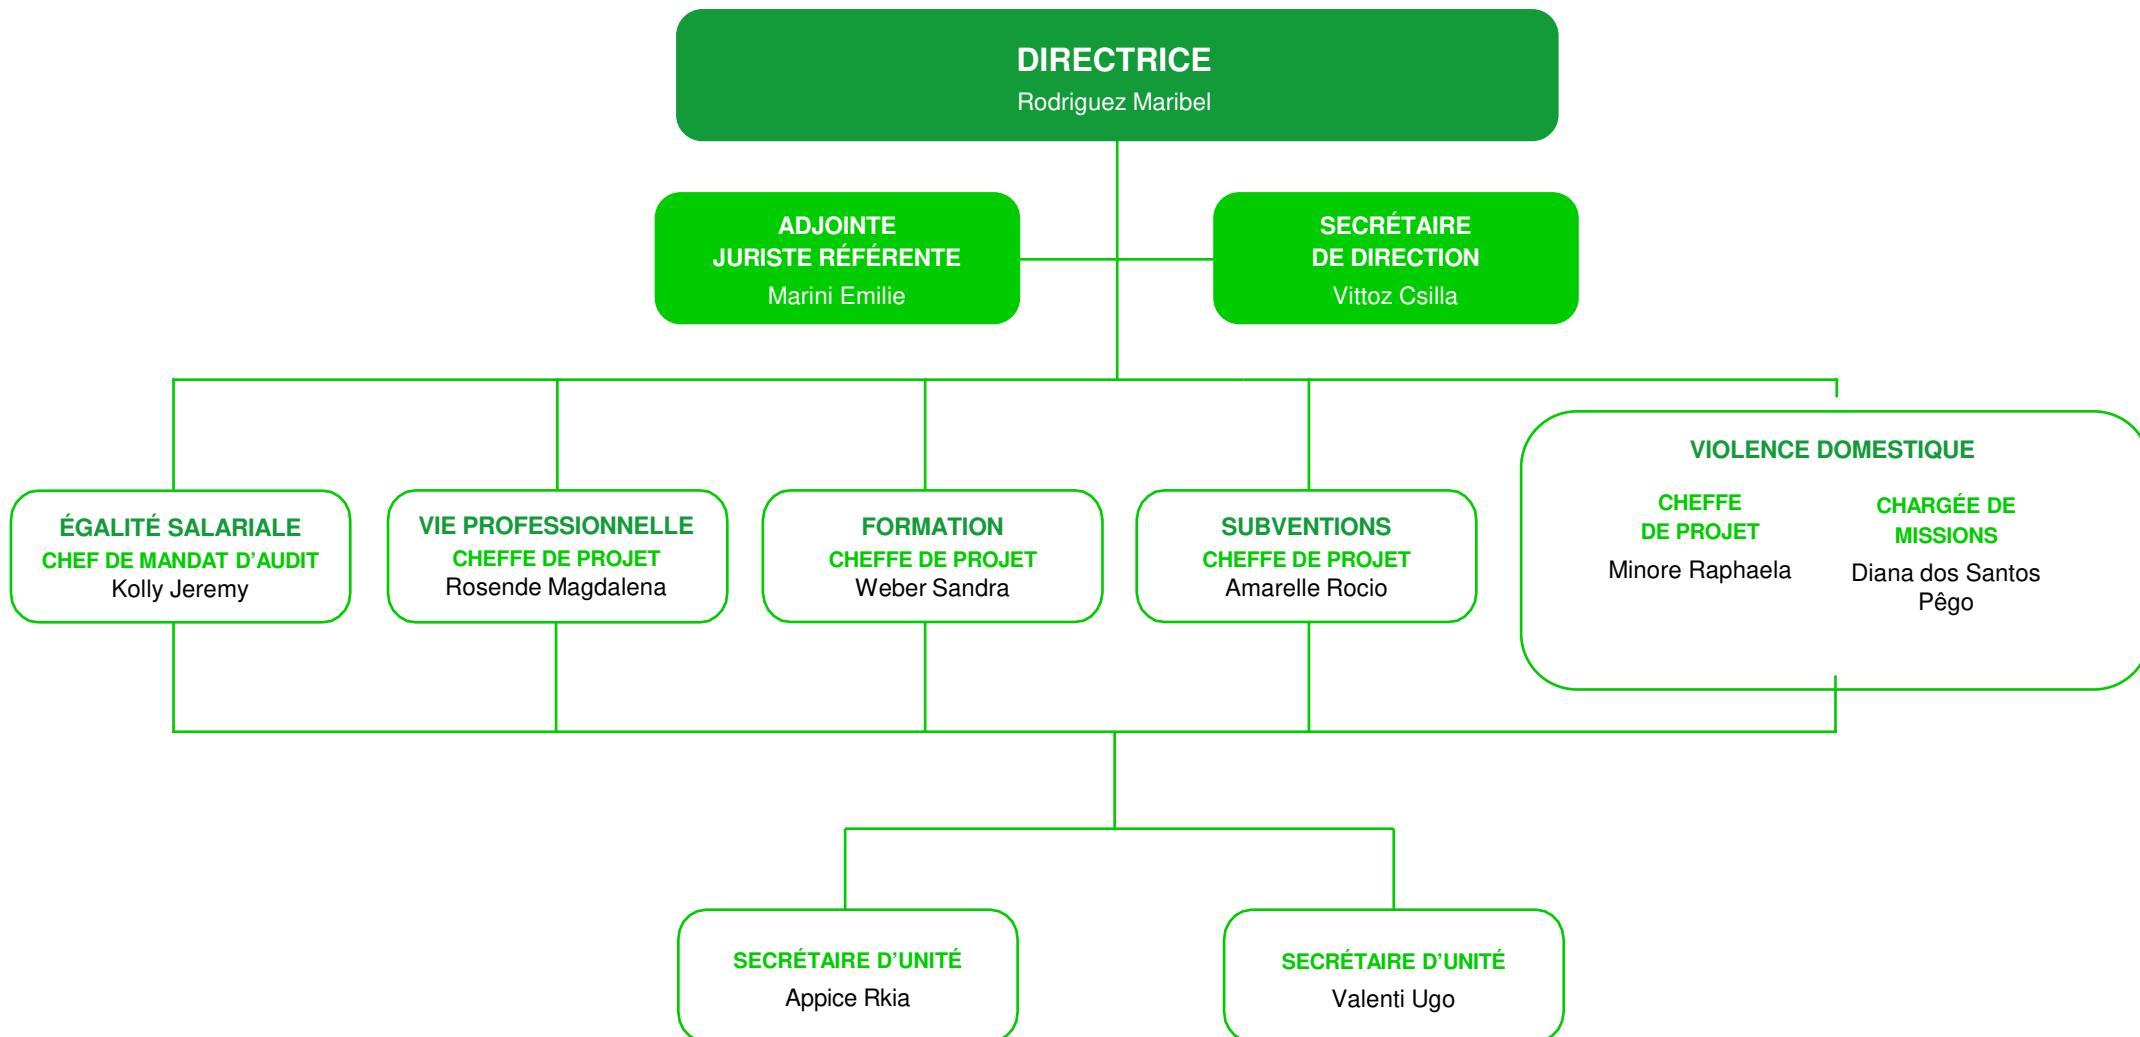 DIRECTRICE
Rodriguez Maribel
ADJOINTE
JURISTE RÉFÉRENTE
Marini Emilie
SECRÉTAIRE
DE DIRECTION
Vittoz Csilla
ÉGALITÉ SALARIALE
CHEF DE MANDAT D’AUDIT
Kolly Jeremy
VIE PROFESSIONNELLE
CHEFFE DE PROJET
Rosende Magdalena
FORMATION
CHEFFE DE PROJET
Weber Sandra
SUBVENTIONS
CHEFFE DE PROJET
Amarelle Rocio
VIOLENCE DOMESTIQUE
CHEFFE
DE PROJET
Minore Raphaela
CHARGÉE DE
MISSIONS
Diana dos Santos
Pêgo
SECRÉTAIRE D’UNITÉ
Appice Rkia
SECRÉTAIRE D’UNITÉ
Valenti Ugo